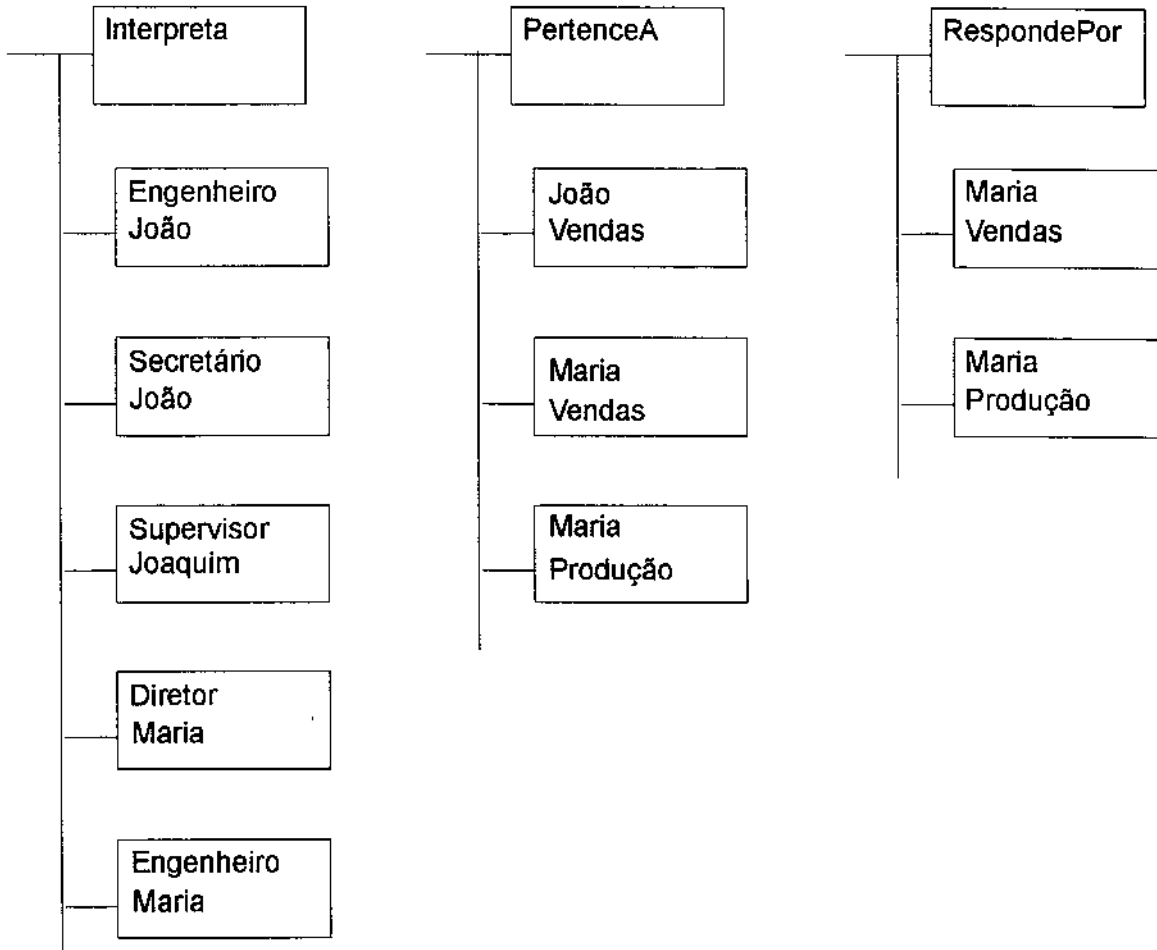 Interpreta
Engenheiro
João
Secretário
João
Supervisor
Joaquim
Diretor
Maria
Engenheiro
Maria
PertenceA
João
Vendas
Maria
Vendas
Maria
Produção
RespondePor
Maria
Vendas
Maria
Produção